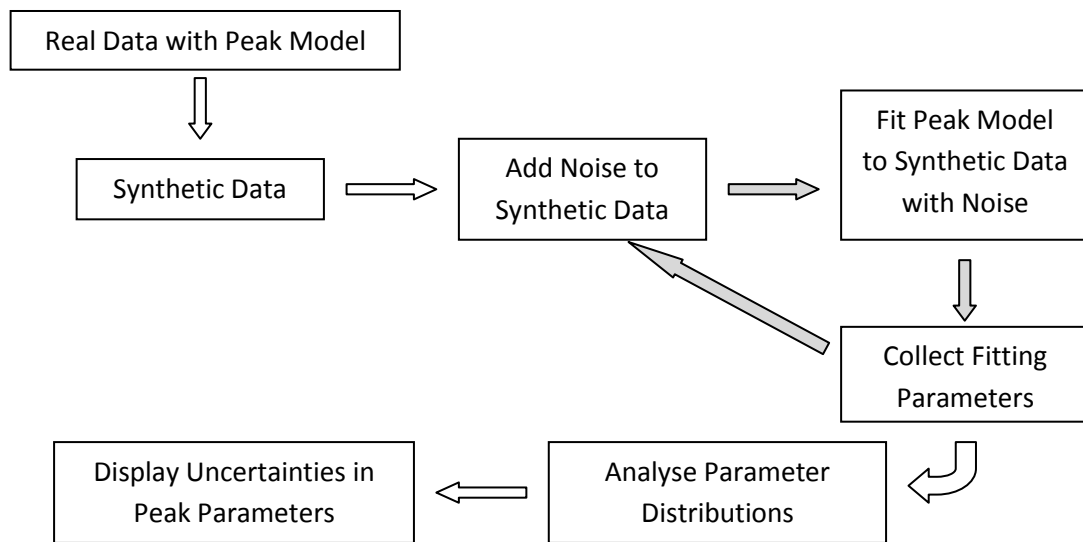 Real Data with Peak Model
Synthetic Data
Add Noise to
Synthetic Data
Fit Peak Model
to Synthetic Data
with Noise
Collect Fitting
Parameters
Analyse Parameter
Distributions
Display Uncertainties in
Peak Parameters